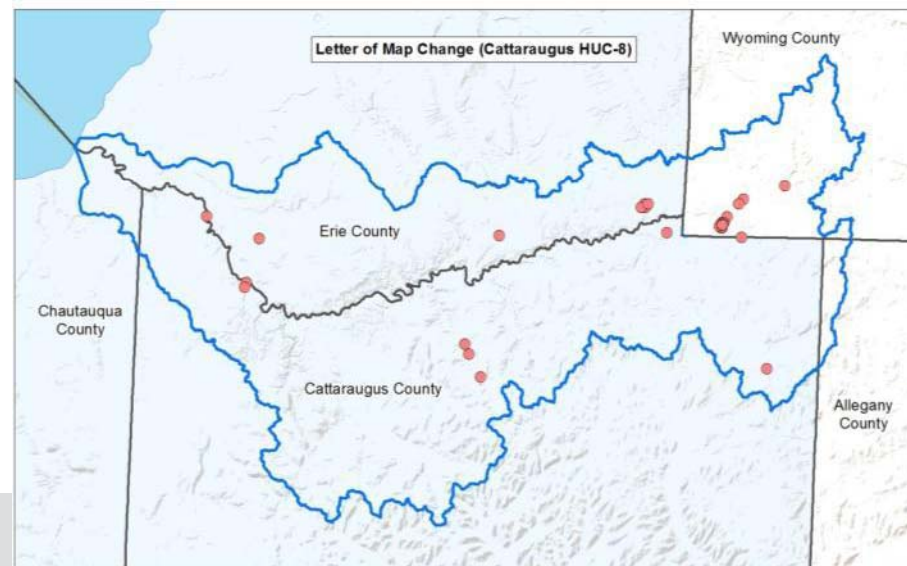 Letter of Map Change (Cattaraugus HUC-8)
Wyoming County
Erie County
Chautauqua
County
Cattaraugus County
Allegany
County